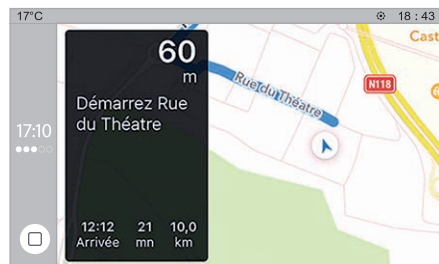 17°C
18 : 43
60
m
Démarrez Rue
du Théatre
12:12 21 10,0
Arrivée mn km
17:10
Rue du Théatre
N118
Cast